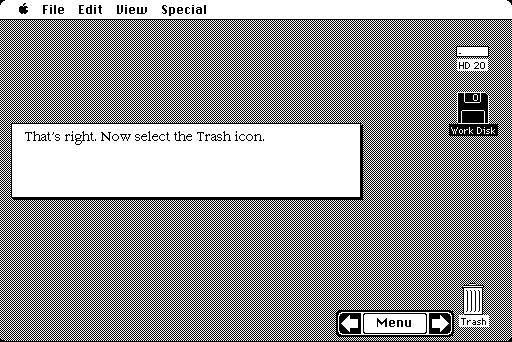 File Edit View Special
HD 20
Work Disk
That's right. Now select the Trash icon.
Menu
Trash